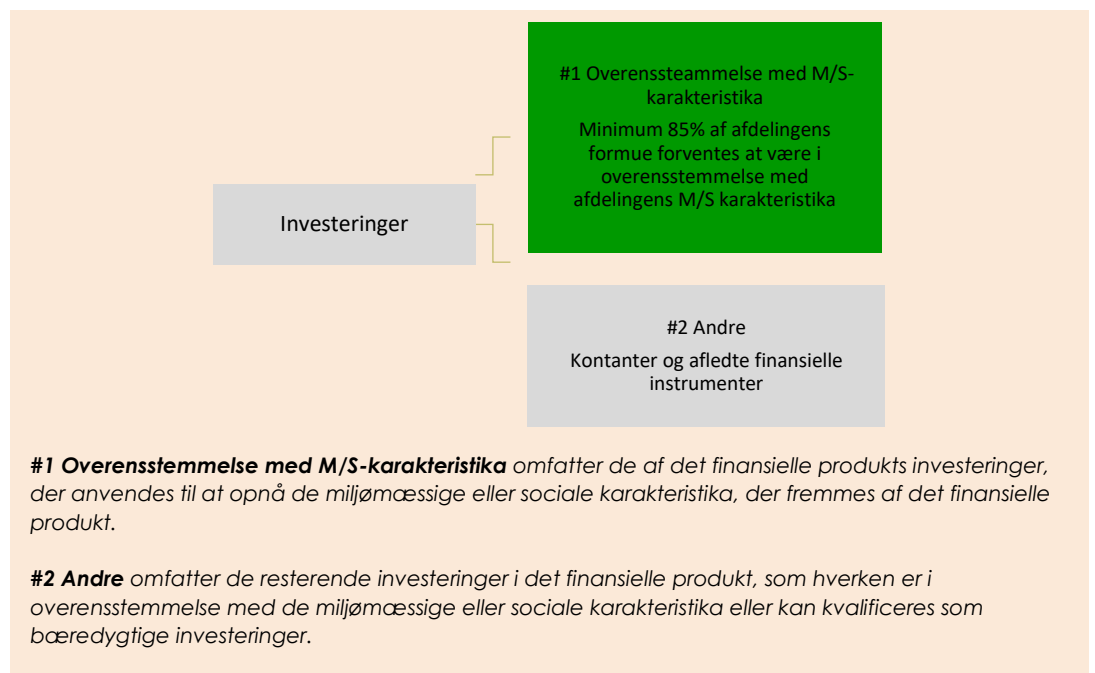 #1 Overenssteammelse med M/S-
karakteristika
Minimum 85% af afdelingens
formue forventes at være i
overensstemmelse med
afdelingens M/S karakteristika
Investeringer
#2 Andre
Kontanter og afledte finansielle
instrumenter
#1 Overensstemmelse med M/S-karakteristika omfatter de af det finansielle produkts investeringer,
der anvendes til at opnå de miljømæssige eller sociale karakteristika, der fremmes af det finansielle
produkt.
#2 Andre omfatter de resterende investeringer i det finansielle produkt, som hverken er i
overensstemmelse med de miljømæssige eller sociale karakteristika eller kan kvalificeres som
bæredygtige investeringer.